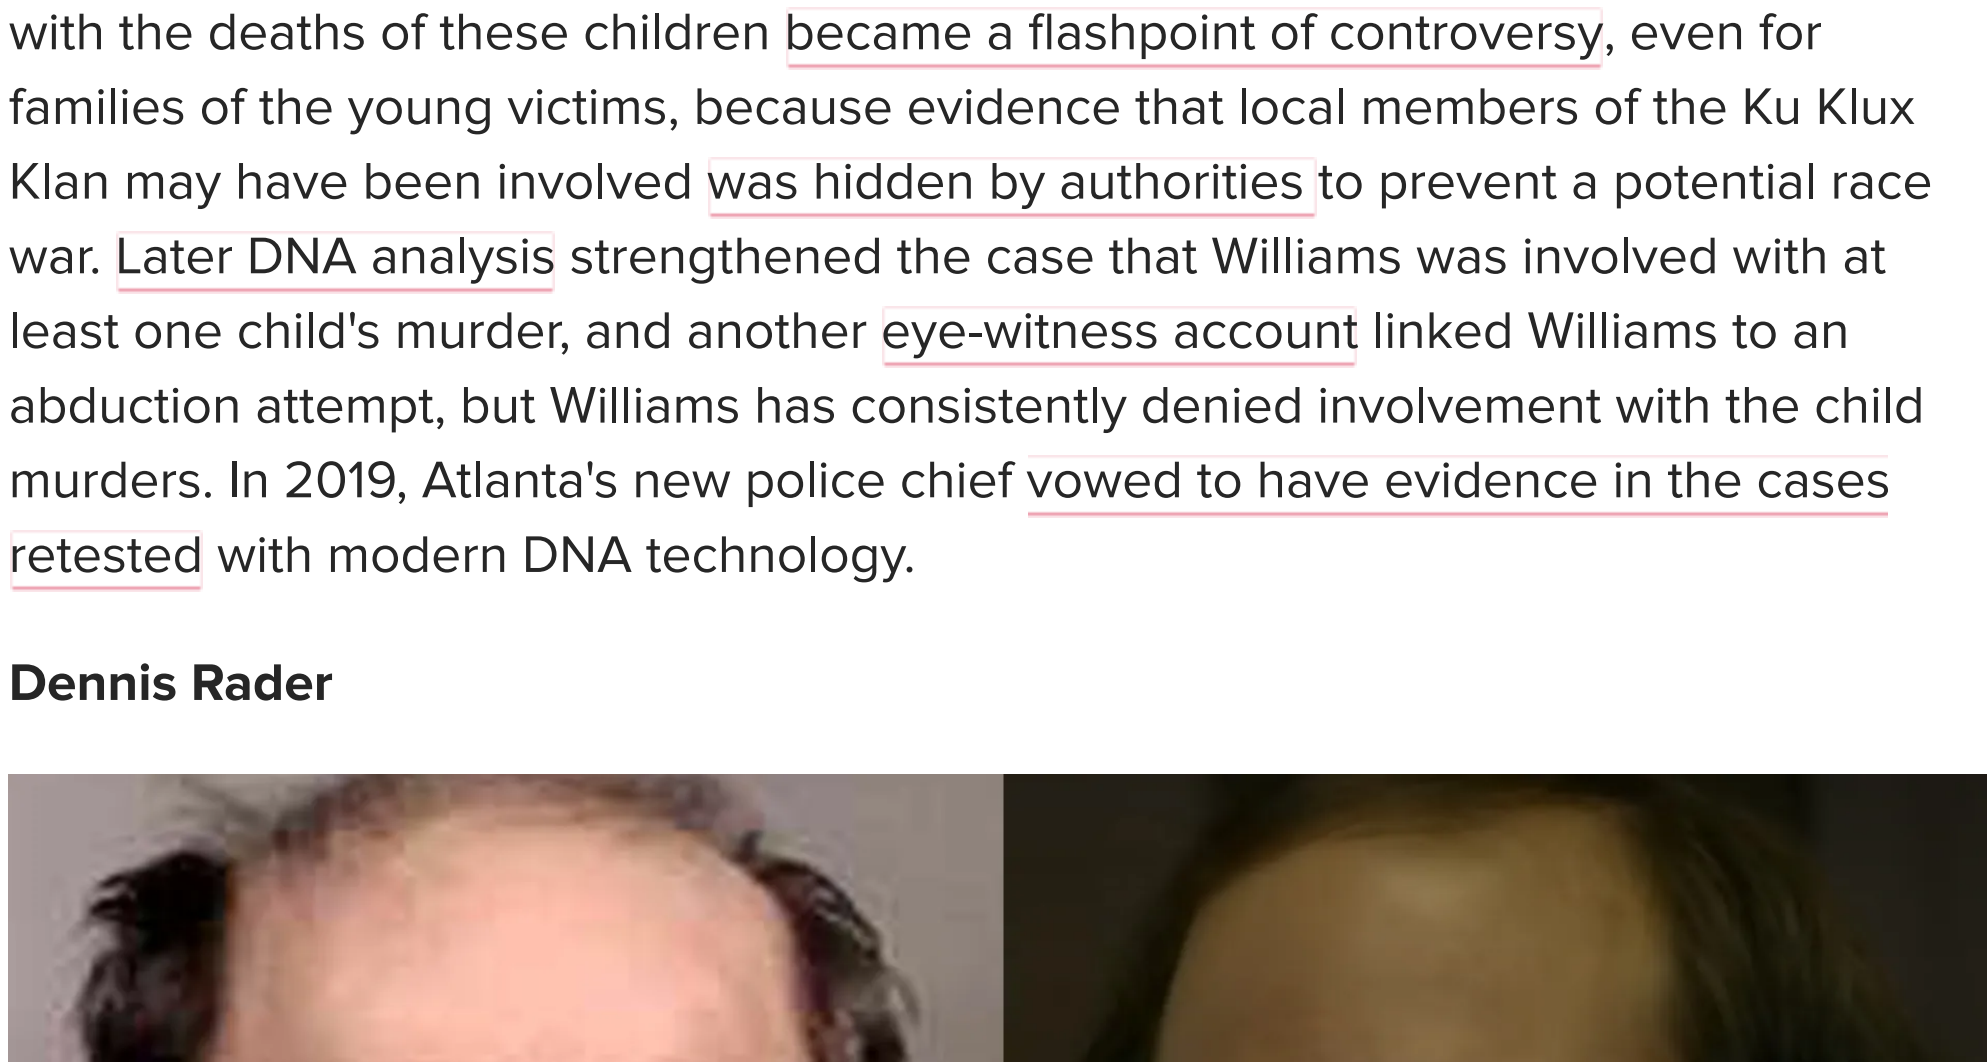 with the deaths of these children became a flashpoint of controversy, even for
families of the young victims, because evidence that local members of the Ku Klux
Klan may have been involved was hidden by authorities to prevent a potential race
war. Later DNA analysis strengthened the case that Williams was involved with at
least one child's murder, and another eye-witness account linked Williams to an
abduction attempt, but Williams has consistently denied involvement with the child
murders. In 2019, Atlanta's new police chief vowed to have evidence in the cases
retested with modern DNA technology.
Dennis Rader